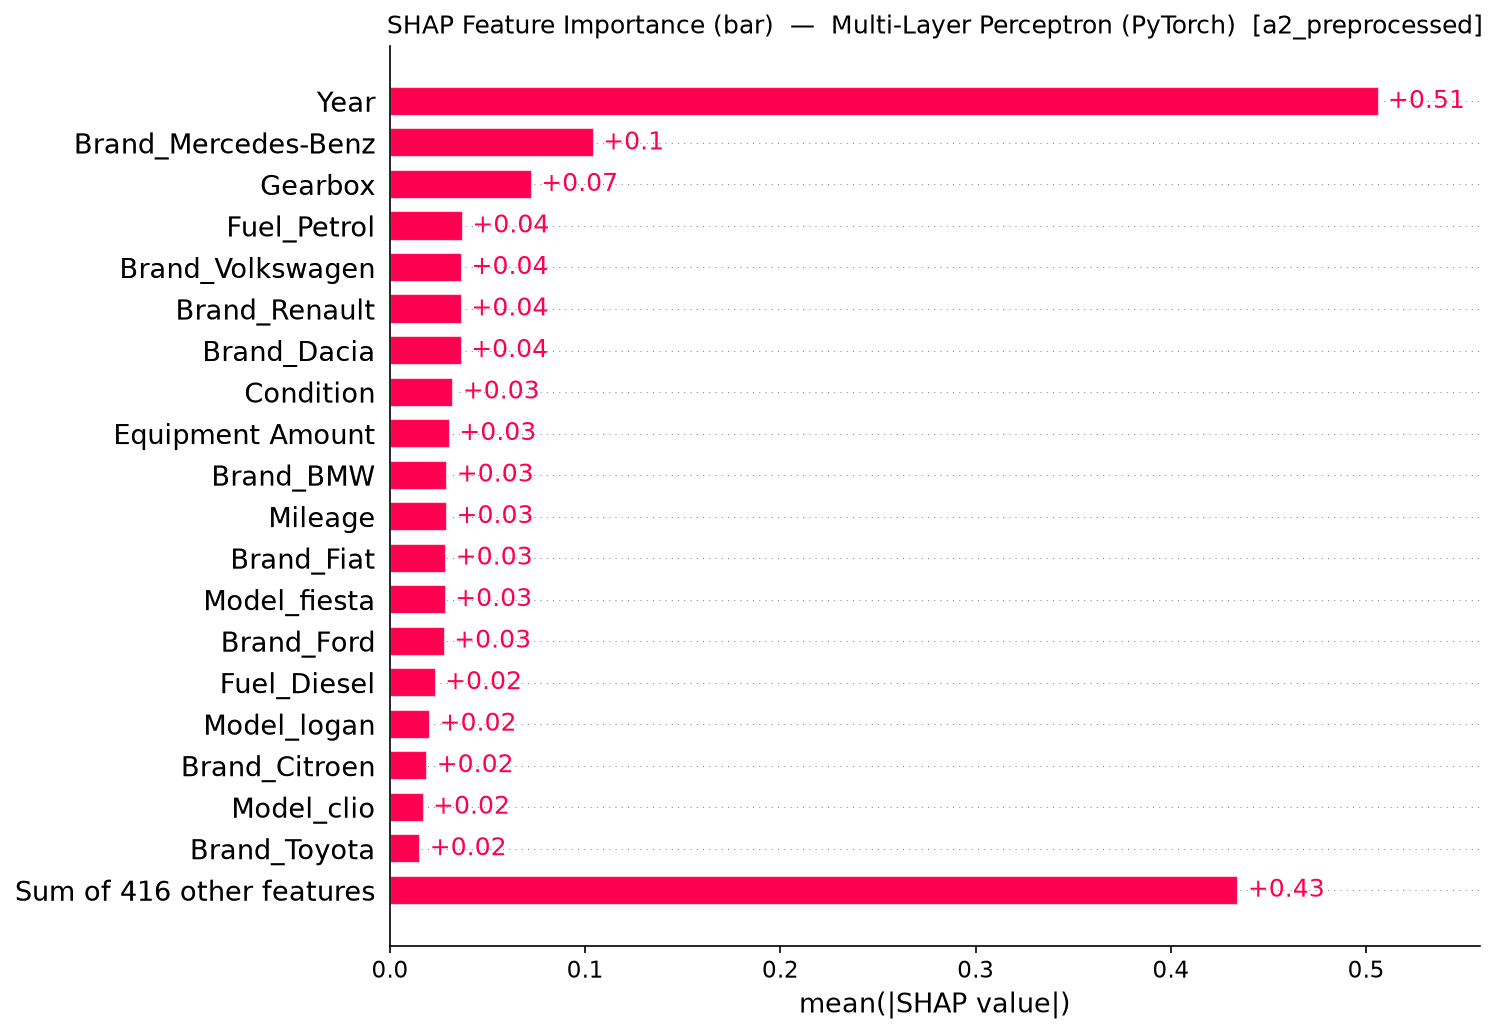 SHAP Feature Importance (bar)  —  Multi-Layer Perceptron (PyTorch)  [a2_preprocessed]
Year +0.51
Brand_Mercedes-Benz +0.1
Gearbox +0.07
Fuel_Petrol +0.04
Brand_Volkswagen +0.04
Brand_Renault +0.04
Brand_Dacia +0.04
Condition +0.03
Equipment Amount +0.03
Brand_BMW +0.03
Mileage +0.03
Brand_Fiat +0.03
Model_fiesta +0.03
Brand_Ford +0.03
Fuel_Diesel +0.02
Model_logan +0.02
Brand_Citroen +0.02
Model_clio +0.02
Brand_Toyota +0.02
Sum of 416 other features +0.43
0.0 0.1 0.2 0.3 0.4 0.5
mean(|SHAP value|)